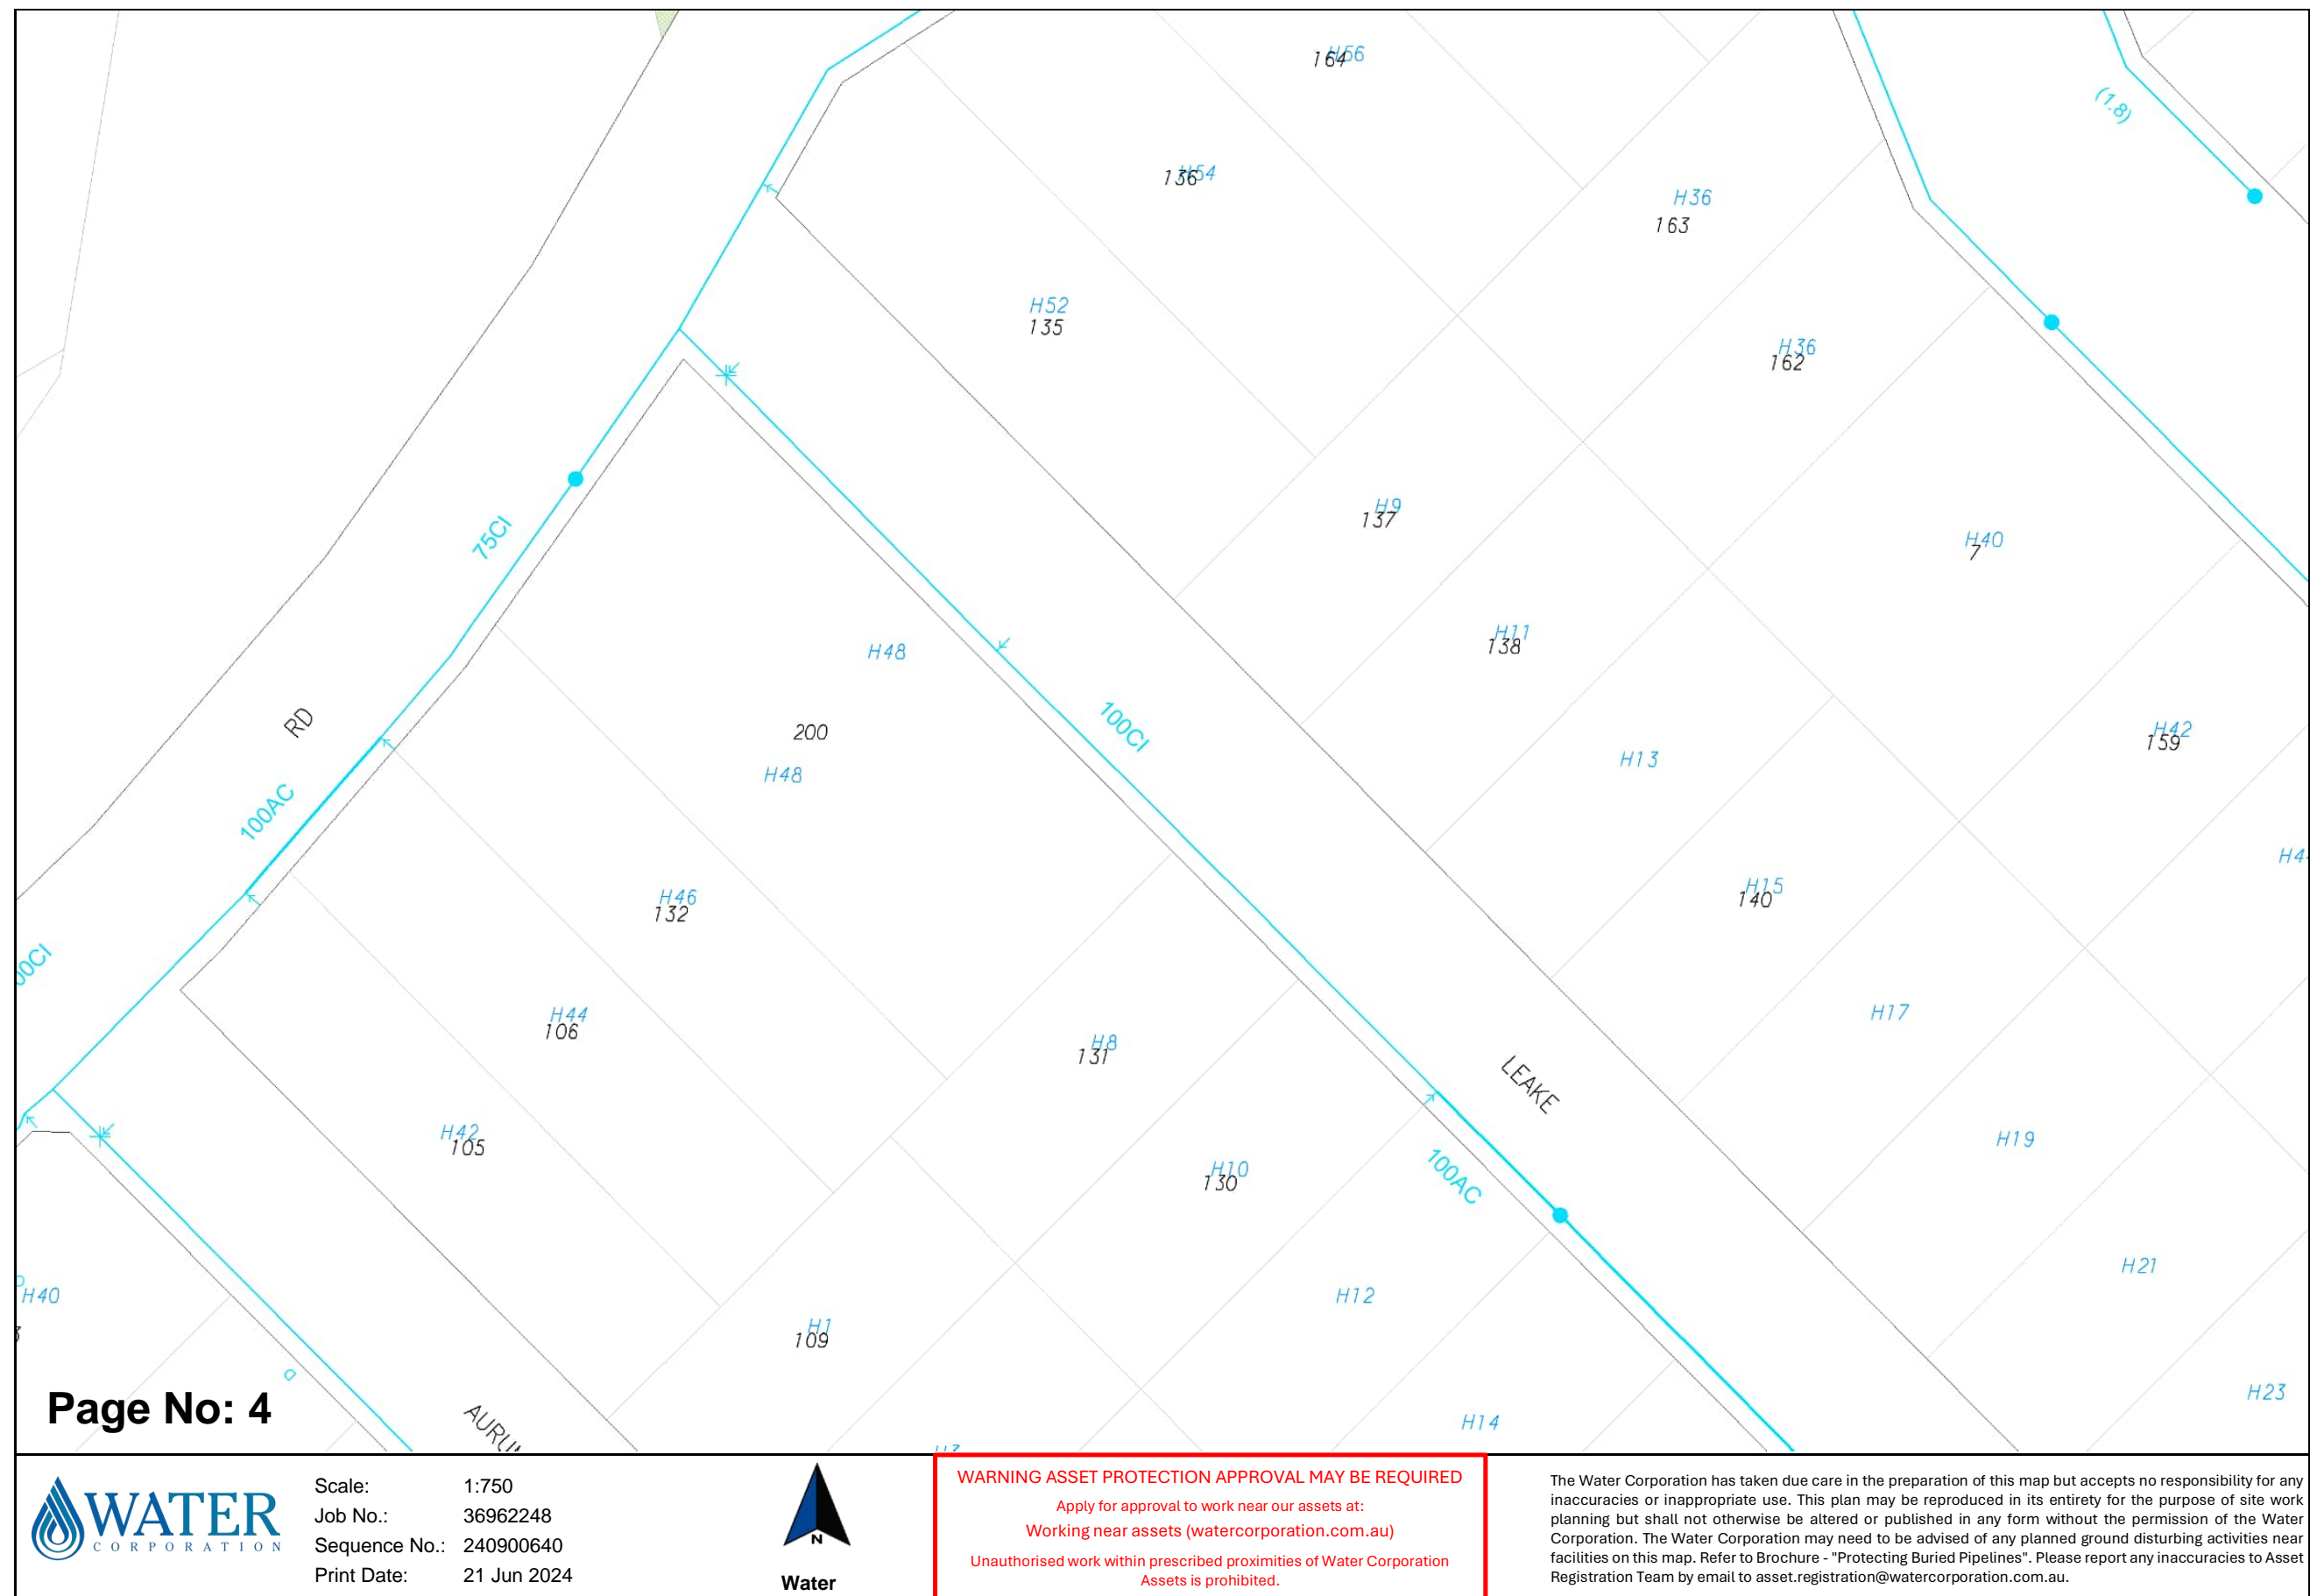 H56
164
(1.8)
H54
136
H36
163
H52
135
H36
162
H9
137
75CI
H40
7
H11
138
H48
RD
200
100CI
H42
159
H13
H48
100AC
H4
H46
132
H15
140
H44
106
H17
H8
131
LEAKE
H42
105
H19
H10
130
100AC
H21
H40
H12
H1
109
D
H23
H14
Page No: 4
WATER
CORPORATION
Scale: 1:750
Job No.: 36962248
Sequence No.: 240900640
Print Date: 21 Jun 2024
N
Water
WARNING ASSET PROTECTION APPROVAL MAY BE REQUIRED
Apply for approval to work near our assets at:
Working near assets (watercorporation.com.au)
Unauthorised work within prescribed proximities of Water Corporation
Assets is prohibited.
The Water Corporation has taken due care in the preparation of this map but accepts no responsibility for any
inaccuracies or inappropriate use. This plan may be reproduced in its entirety for the purpose of site work
planning but shall not otherwise be altered or published in any form without the permission of the Water
Corporation. The Water Corporation may need to be advised of any planned ground disturbing activities near
facilities on this map. Refer to Brochure - "Protecting Buried Pipelines". Please report any inaccuracies to Asset
Registration Team by email to asset.registration@watercorporation.com.au.